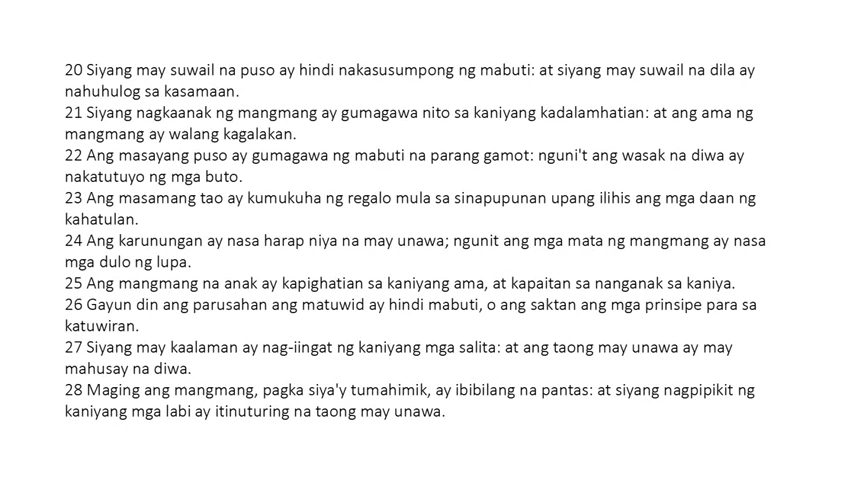 20 Siyang may suwail na puso ay hindi nakasusumpong ng mabuti: at siyang may suwail na dila ay
nahuhulog sa kasamaan.
21 Siyang nagkaanak ng mangmang ay gumagawa nito sa kaniyang kadalamhatian: at ang ama ng
mangmang ay walang kagalakan.
22 Ang masayang puso ay gumagawa ng mabuti na parang gamot: nguni't ang wasak na diwa ay
nakatutuyo ng mga buto.
23 Ang masamang tao ay kumukuha ng regalo mula sa sinapupunan upang ilihis ang mga daan ng
kahatulan.
24 Ang karunungan ay nasa harap niya na may unawa; ngunit ang mga mata ng mangmang ay nasa
mga dulo ng lupa.
25 Ang mangmang na anak ay kapighatian sa kaniyang ama, at kapaitan sa nanganak sa kaniya.
26 Gayun din ang parusahan ang matuwid ay hindi mabuti, o ang saktan ang mga prinsipe para sa
katuwiran.
27 Siyang may kaalaman ay nag-iingat ng kaniyang mga salita: at ang taong may unawa ay may
mahusay na diwa.
28 Maging ang mangmang, pagka siya'y tumahimik, ay ibibilang na pantas: at siyang nagpipikit ng
kaniyang mga labi ay itinuturing na taong may unawa.